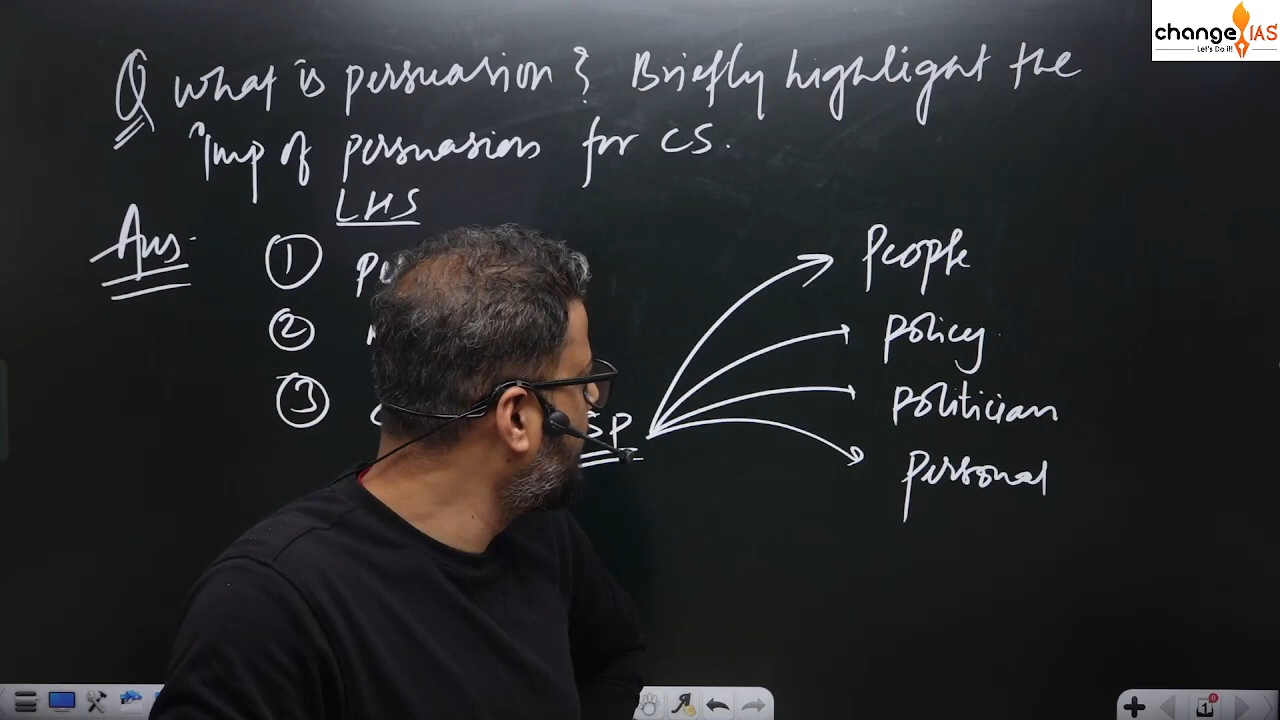 change IAS
Let's Do it!
Q what is persuasion? Briefly highlight the
Imp of persuasion for CS.
LHS
Ans.
①
②
③
SP
People
policy
politician
personal
1